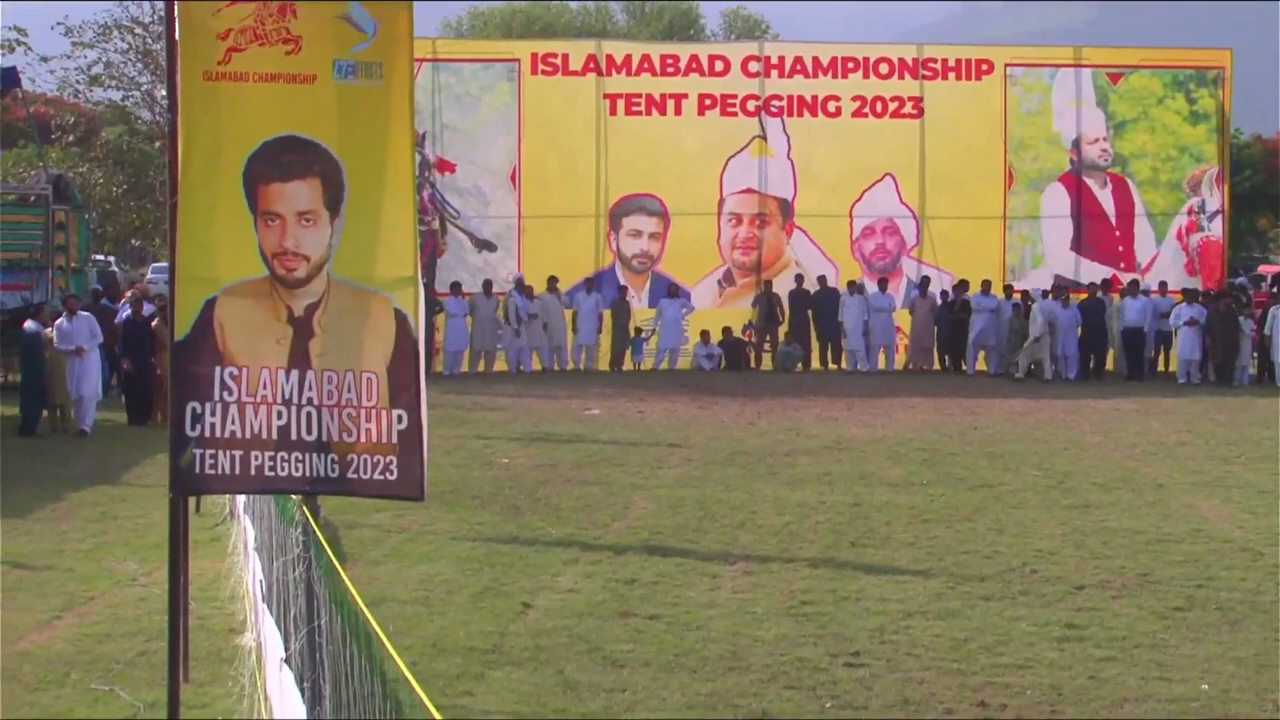 ISLAMABAD CHAMPIONSHIP
ISLAMABAD
CHAMPIONSHIP
TENT PEGGING 2023
ISLAMABAD CHAMPIONSHIP
TENT PEGGING 2023